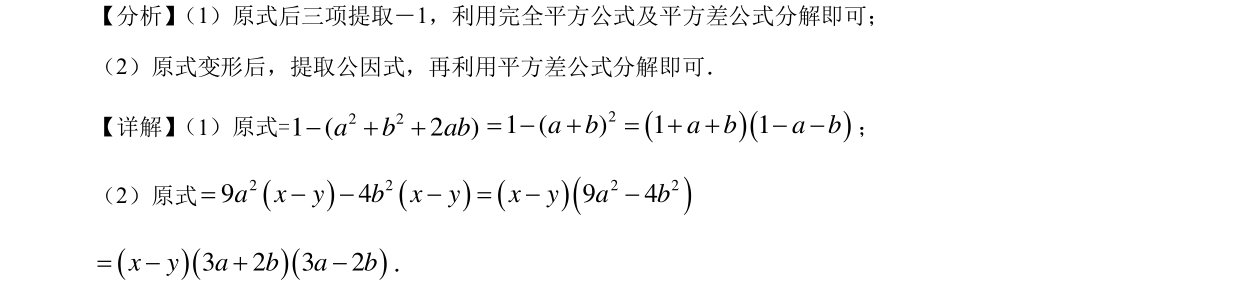 【分析】（1）原式后三项提取－1，利用完全平方公式及平方差公式分解即可；
（2）原式变形后，提取公因式，再利用平方差公式分解即可．
【详解】（1）原式=1−(a²+b²+2ab)=1−(a+b)²=(1+a+b)(1−a−b)；
（2）原式=9a²(x−y)−4b²(x−y)=(x−y)(9a²−4b²)
=(x−y)(3a+2b)(3a−2b)．